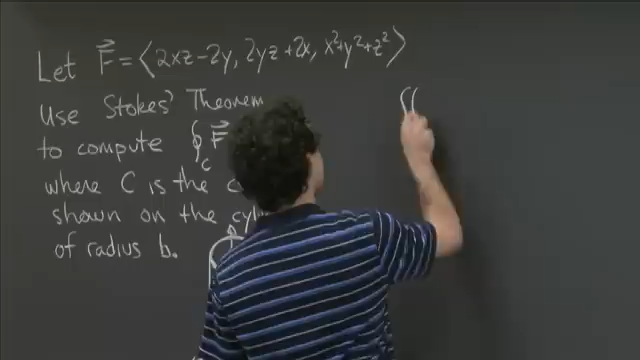 Let F⃗ = ⟨2xz-2y, 2yz+2x, x²+y²+z²⟩
Use Stokes' Theorem
to compute ∮_C F⃗
where C is the
shown on the
of radius b.
∬